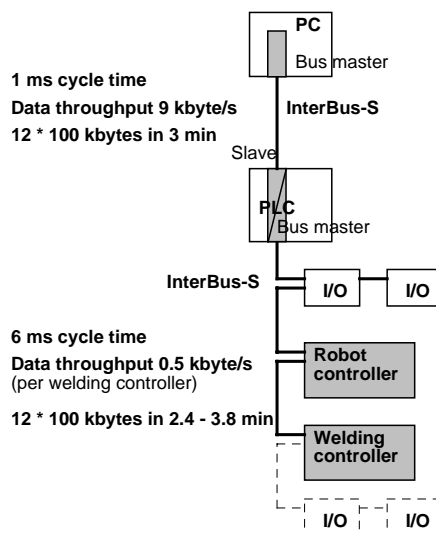 PC
Bus master
1 ms cycle time
Data throughput 9 kbyte/s
InterBus-S
12 * 100 kbytes in 3 min
Slave
PLC
Bus master
InterBus-S
I/O
I/O
6 ms cycle time
Data throughput 0.5 kbyte/s
(per welding controller)
Robot
controller
12 * 100 kbytes in 2.4 - 3.8 min
Welding
controller
I/O
I/O